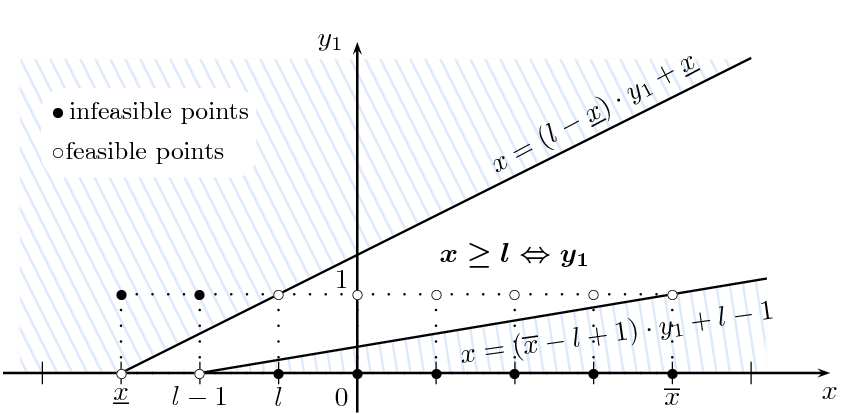 y₁
x = (l − x̲) · y₁ + x̲
● infeasible points
○ feasible points
x ≥ l ⇔ y₁
1
x = (x̅ − l + 1) · y₁ + l − 1
x̲ l − 1 l 0 x̅ x